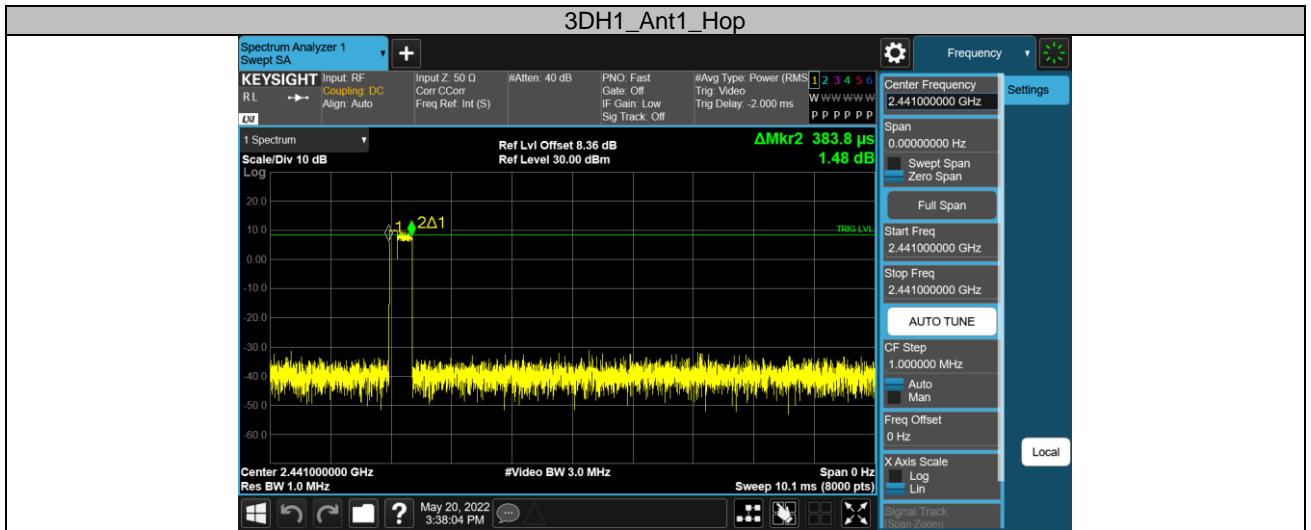 3DH1_Ant1_Hop
Spectrum Analyzer 1
Swept SA
+
Frequency
KEYSIGHT
RL
LXI
Input: RF
Coupling: DC
Align: Auto
Input Z: 50 Ω
Corr CCorr
Freq Ref: Int (S)
#Atten: 40 dB
PNO: Fast
Gate: Off
IF Gain: Low
Sig Track: Off
#Avg Type: Power (RMS
Trig: Video
Trig Delay: -2.000 ms
1 2 3 4 5 6
W W W W W W
P P P P P P
1 Spectrum
Scale/Div 10 dB
Log
Ref Lvl Offset 8.36 dB
Ref Level 30.00 dBm
ΔMkr2 383.8 µs
1.48 dB
20.0
10.0
0.00
-10.0
-20.0
-30.0
-40.0
-50.0
-60.0
1
2Δ1
TRIG LVL
Center 2.441000000 GHz
Res BW 1.0 MHz
#Video BW 3.0 MHz
Span 0 Hz
Sweep 10.1 ms (8000 pts)
Center Frequency
2.441000000 GHz
Settings
Span
0.00000000 Hz
Swept Span
Zero Span
Full Span
Start Freq
2.441000000 GHz
Stop Freq
2.441000000 GHz
AUTO TUNE
CF Step
1.000000 MHz
Auto
Man
Freq Offset
0 Hz
X Axis Scale
Log
Lin
Signal Track
(Span Zoom)
Local
?
May 20, 2022
3:38:04 PM